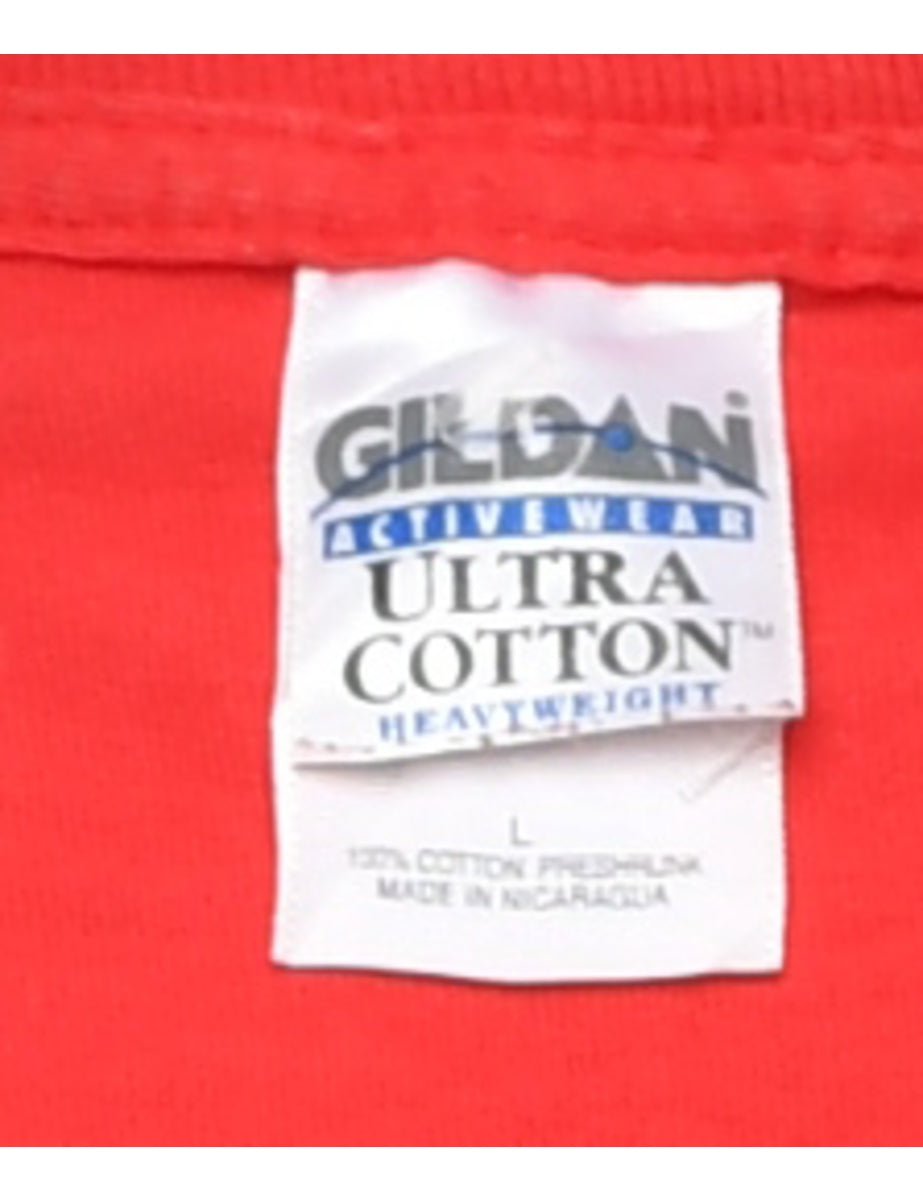 GILDAN®
ACTIVEWEAR
ULTRA
COTTON™
HEAVYWEIGHT
L
100% COTTON PRESHRUNK
MADE IN NICARAGUA